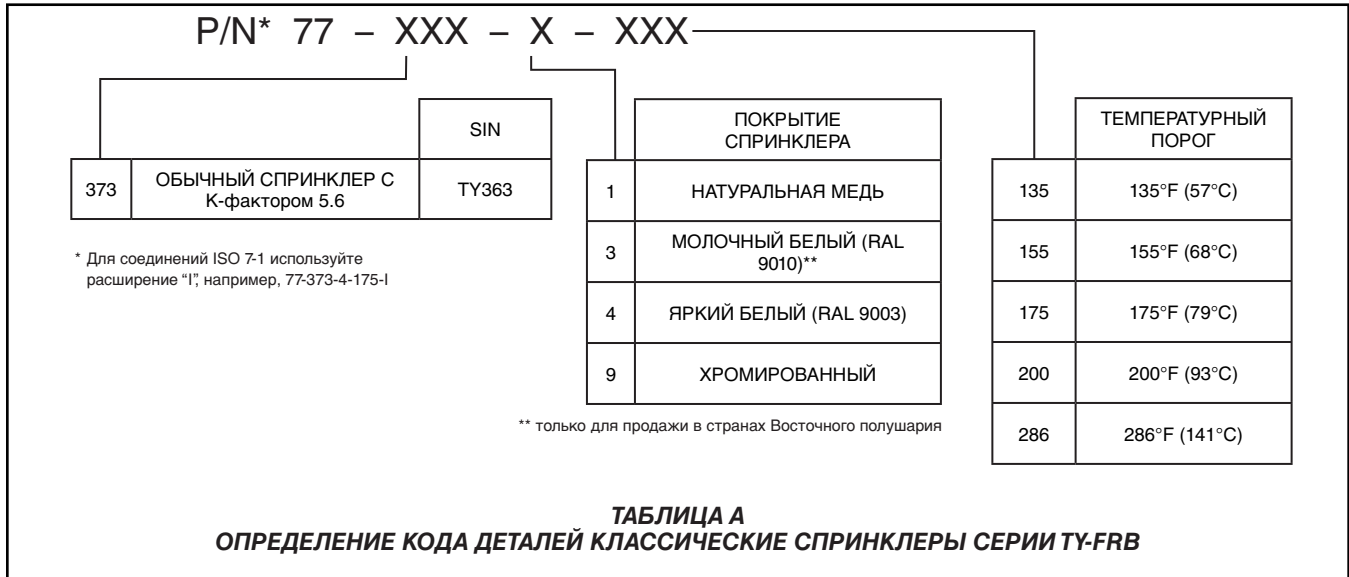 P/N* 77 – XXX – X – XXX
SIN
373 ОБЫЧНЫЙ СПРИНКЛЕР С
К-фактором 5.6
TY363
* Для соединений ISO 7-1 используйте
расширение “I”, например, 77-373-4-175-I
ПОКРЫТИЕ
СПРИНКЛЕРА
1 НАТУРАЛЬНАЯ МЕДЬ
3 МОЛОЧНЫЙ БЕЛЫЙ (RAL
9010)**
4 ЯРКИЙ БЕЛЫЙ (RAL 9003)
9 ХРОМИРОВАННЫЙ
** только для продажи в странах Восточного полушария
ТЕМПЕРАТУРНЫЙ
ПОРОГ
135 135°F (57°C)
155 155°F (68°C)
175 175°F (79°C)
200 200°F (93°C)
286 286°F (141°C)
ТАБЛИЦА А
ОПРЕДЕЛЕНИЕ КОДА ДЕТАЛЕЙ КЛАССИЧЕСКИЕ СПРИНКЛЕРЫ СЕРИИ TY-FRB